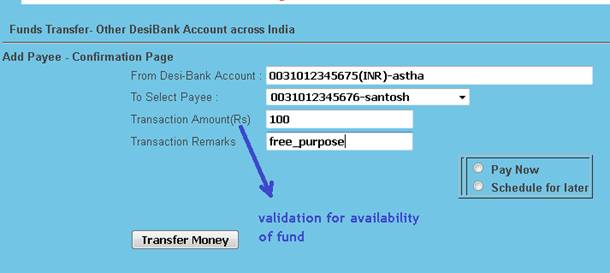 Funds Transfer- Other DesiBank Account across India
Add Payee - Confirmation Page
From Desi-Bank Account : 0031012345675(INR)-astha
To Select Payee : 0031012345676-santosh
Transaction Amount(Rs) 100
Transaction Remarks free_purpose
Pay Now
Schedule for later
validation for availability
of fund
Transfer Money